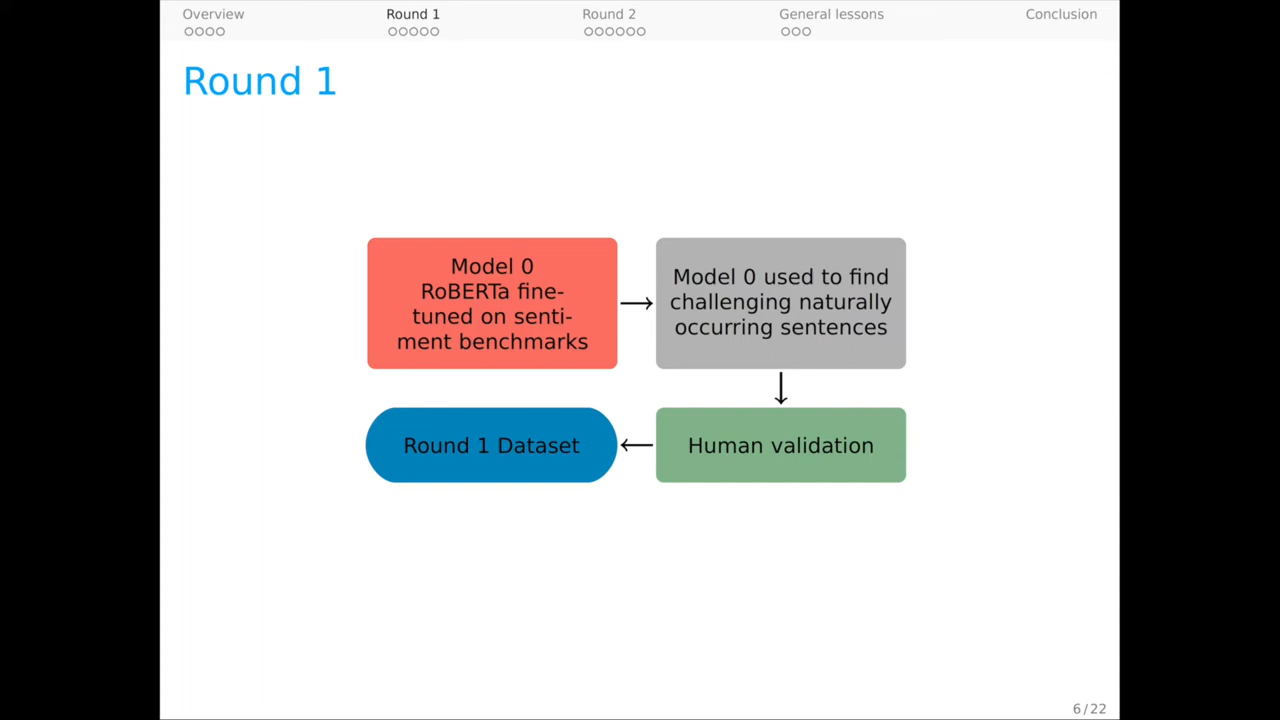 Overview
Round 1
Round 2
General lessons
Conclusion
Round 1
Model 0
RoBERTa fine-
tuned on senti-
ment benchmarks
Model 0 used to find
challenging naturally
occurring sentences
Human validation
Round 1 Dataset
6 / 22